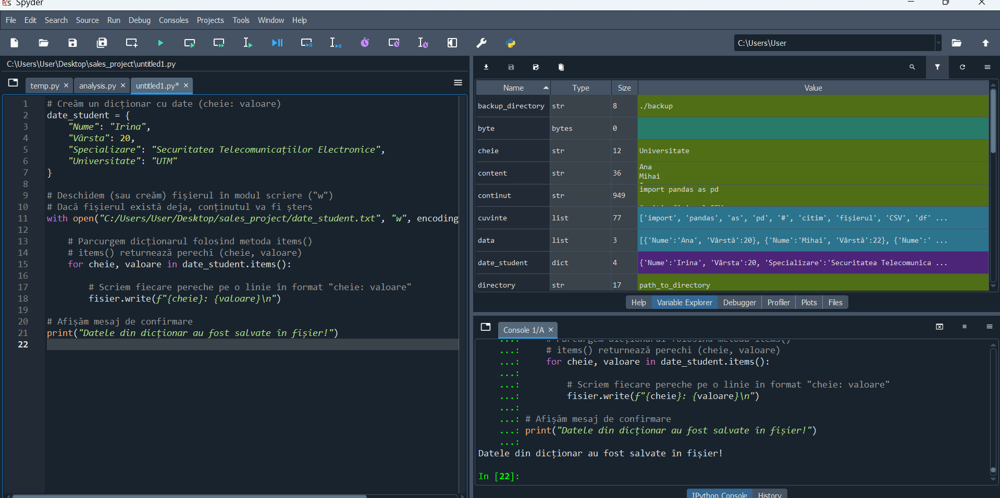 Spyder
File Edit Search Source Run Debug Consoles Projects Tools Window Help
C:\Users\User
C:\Users\User\Desktop\sales_project\untitled1.py
temp.py analysis.py untitled1.py*
1 # Creăm un dicționar cu date (cheie: valoare)
2 date_student = {
3 "Nume": "Irina",
4 "Vârsta": 20,
5 "Specializare": "Securitatea Telecomunicațiilor Electronice",
6 "Universitate": "UTM"
7 }
8
9 # Deschidem (sau creăm) fișierul în modul scriere ("w")
10 # Dacă fișierul există deja, conținutul va fi șters
11 with open("C:/Users/User/Desktop/sales_project/date_student.txt", "w", encoding
12
13 # Parcurgem dicționarul folosind metoda items()
14 # items() returnează perechi (cheie, valoare)
15 for cheie, valoare in date_student.items():
16
17 # Scriem fiecare pereche pe o linie în format "cheie: valoare"
18 fisier.write(f"{cheie}: {valoare}\n")
19
20 # Afișăm mesaj de confirmare
21 print("Datele din dicționar au fost salvate în fișier!")
22
Name Type Size Value
backup_directory str 8 ./backup
byte bytes 0
cheie str 12 Universitate
content str 36 Ana
Mihai
continut str 949 import pandas as pd
cuvinte list 77 ['import', 'pandas', 'as', 'pd', '#', 'citim', 'fișierul', 'CSV', 'df' ...
data list 3 [{'Nume':'Ana', 'Vârstă':20}, {'Nume':'Mihai', 'Vârstă':22}, {'Nume':' ...
date_student dict 4 {'Nume':'Irina', 'Vârsta':20, 'Specializare':'Securitatea Telecomunica ...
directory str 17 path_to_directory
Help Variable Explorer Debugger Profiler Plots Files
Console 1/A
...: # Parcurgem dicționarul folosind metoda items()
...: # items() returnează perechi (cheie, valoare)
...: for cheie, valoare in date_student.items():
...:
...: # Scriem fiecare pereche pe o linie în format "cheie: valoare"
...: fisier.write(f"{cheie}: {valoare}\n")
...:
...: # Afișăm mesaj de confirmare
...: print("Datele din dicționar au fost salvate în fișier!")
...:
Datele din dicționar au fost salvate în fișier!
In [22]:
IPython Console History